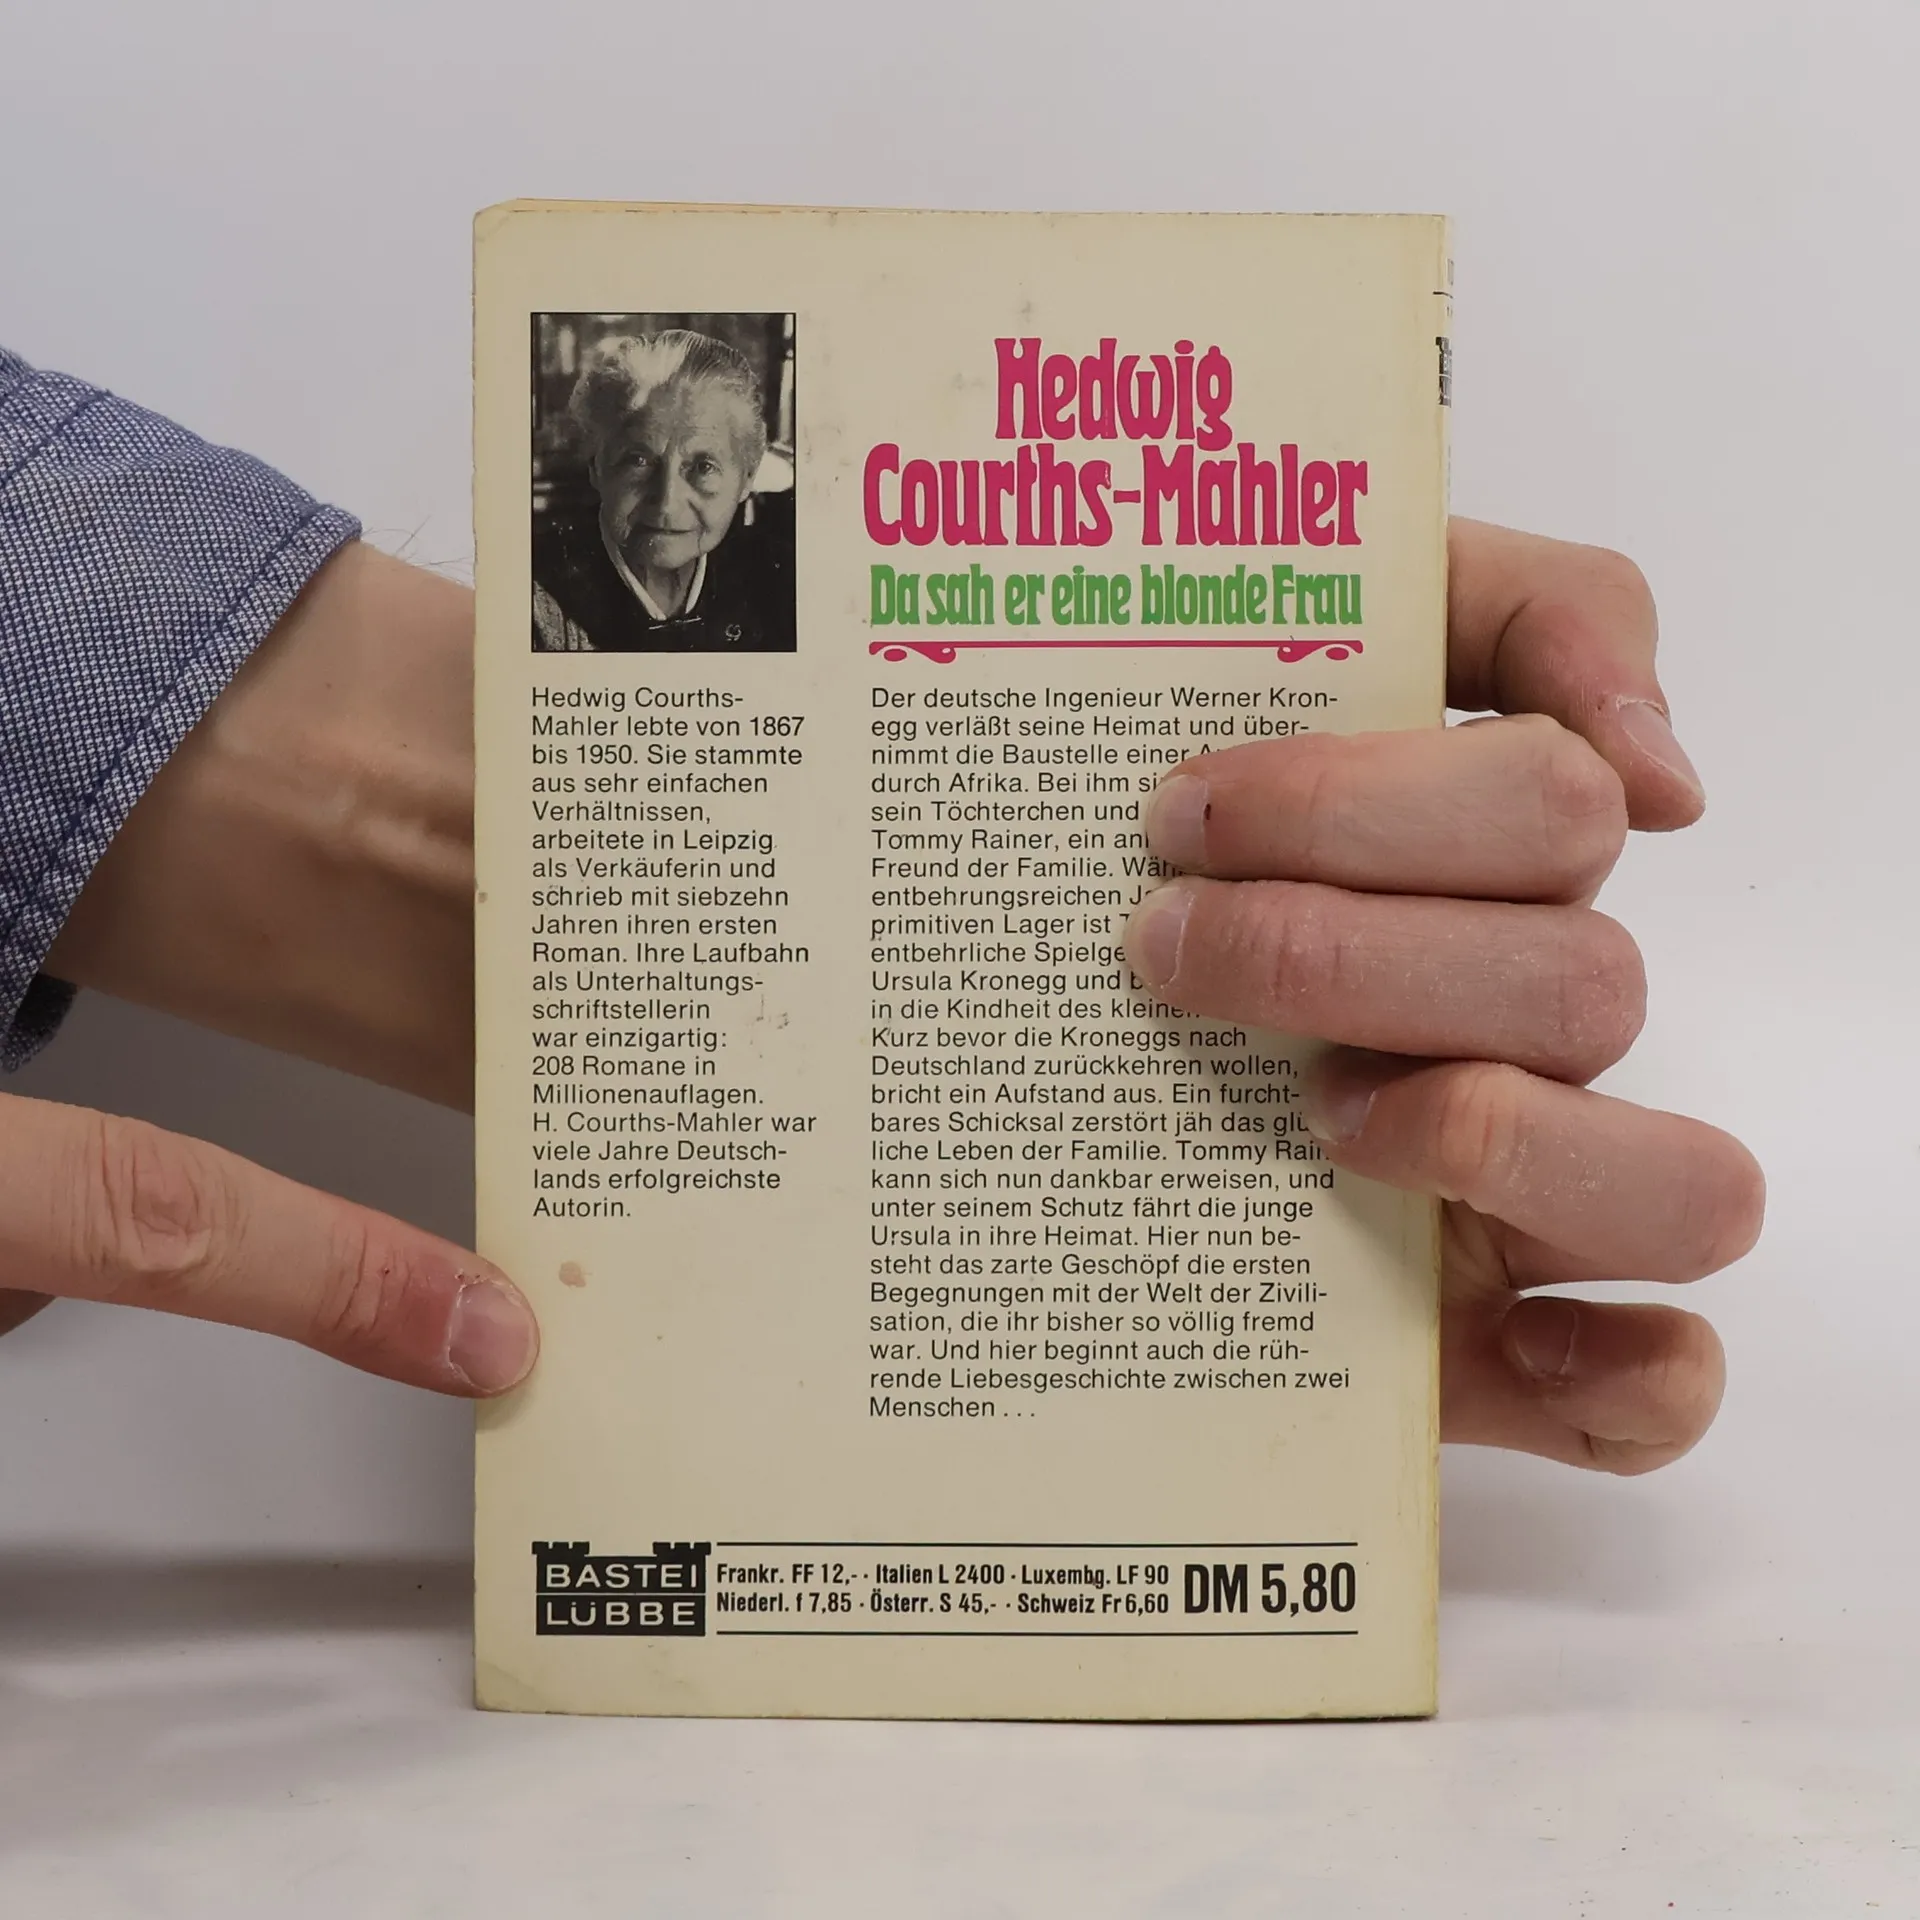 Hedwig
Courths-Mahler
Da sah er eine blonde Frau
Hedwig Courths-
Mahler lebte von 1867
bis 1950. Sie stammte
aus sehr einfachen
Verhältnissen,
arbeitete in Leipzig
als Verkäuferin und
schrieb mit siebzehn
Jahren ihren ersten
Roman. Ihre Laufbahn
als Unterhaltungs-
schriftstellerin
war einzigartig:
208 Romane in
Millionenauflagen.
H. Courths-Mahler war
viele Jahre Deutsch-
lands erfolgreichste
Autorin.
Der deutsche Ingenieur Werner Kron-
egg verläßt seine Heimat und über-
nimmt die Baustelle einer
durch Afrika. Bei ihm
sein Töchterchen und
Tommy Rainer, ein
Freund der Familie.
entbehrungsreichen
primitiven Lager ist
entbehrliche
Ursula Kronegg und
in die Kindheit des
Kurz bevor die Kroneggs nach
Deutschland zurückkehren wollen,
bricht ein Aufstand aus. Ein furcht-
bares Schicksal zerstört jäh das
liche Leben der Familie. Tommy
kann sich nun dankbar erweisen, und
unter seinem Schutz fährt die junge
Ursula in ihre Heimat. Hier nun be-
steht das zarte Geschöpf die ersten
Begegnungen mit der Welt der Zivili-
sation, die ihr bisher so völlig fremd
war. Und hier beginnt auch die rüh-
rende Liebesgeschichte zwischen zwei
Menschen . . .
BASTEI
LÜBBE
Frankr. FF 12,- · Italien L 2400 · Luxembg. LF 90
Niederl. f 7,85 · Österr. S 45,- · Schweiz Fr 6,60
DM 5,80